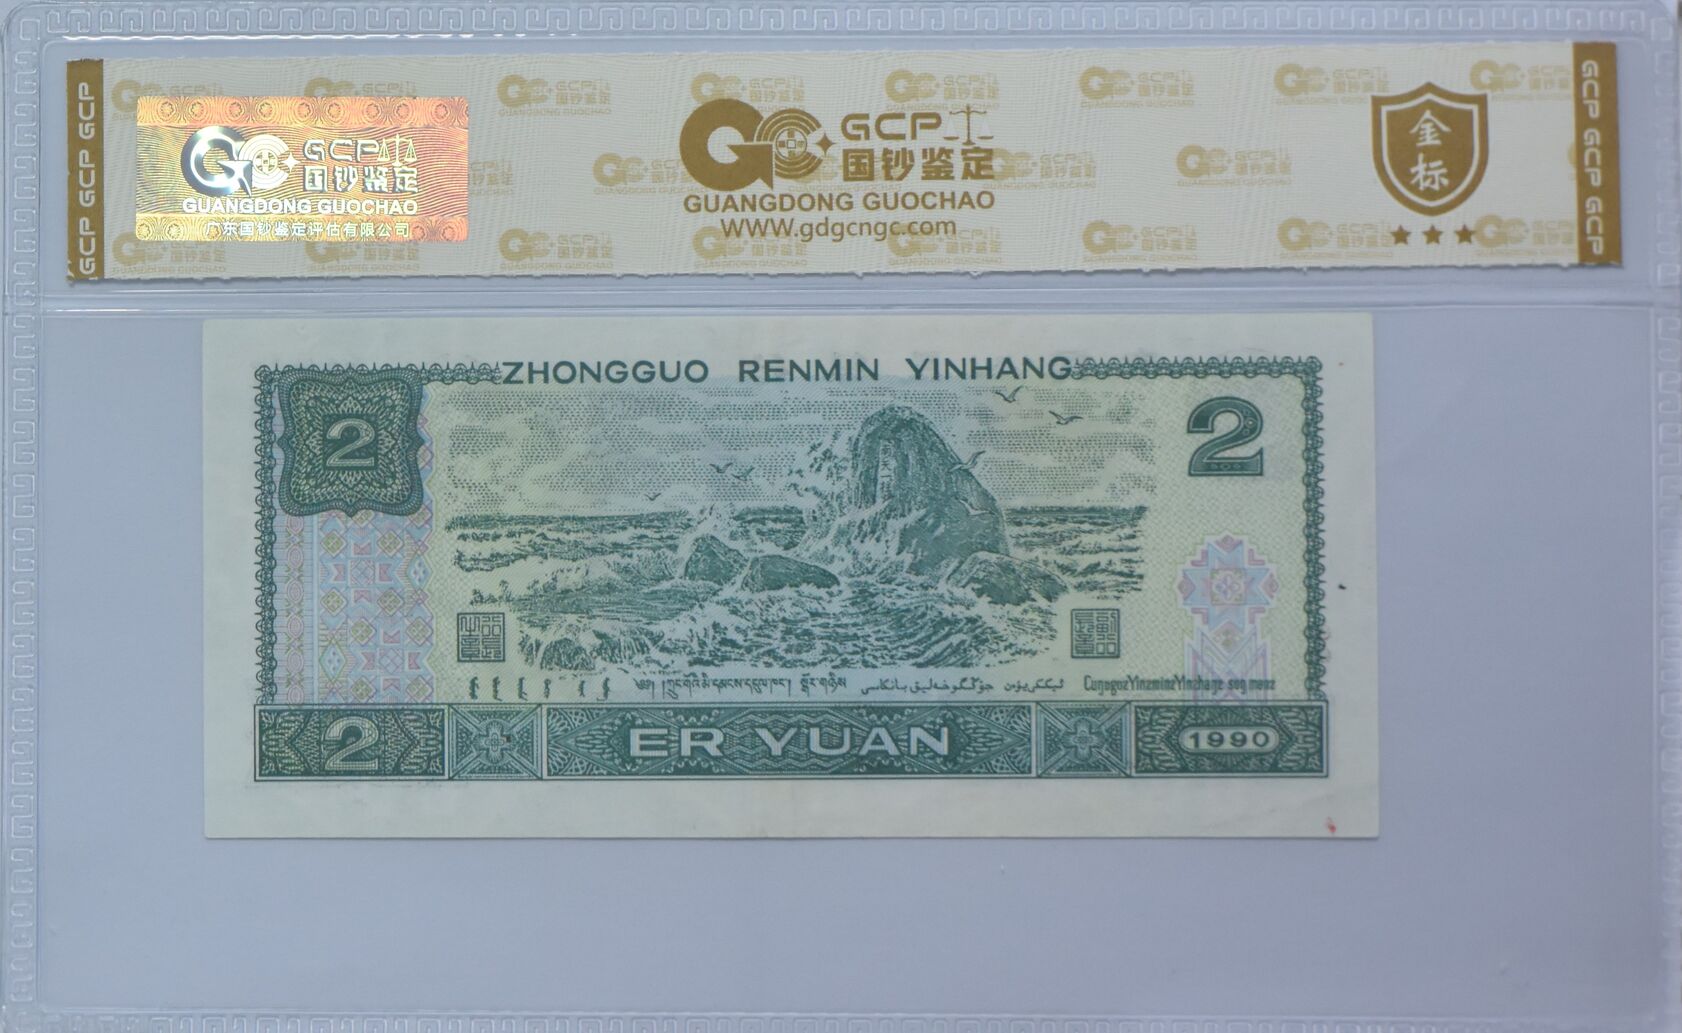 GCP GCP GCP
GCP 国钞鉴定
GUANGDONG GUOCHAO
广东国钞鉴定评估有限公司
GCP
国钞鉴定
GUANGDONG GUOCHAO
WWW.gdgcngc.com
金标
GCP GCP GCP
ZHONGGUO RENMIN YINHANG
2
2
2
ER YUAN
1990